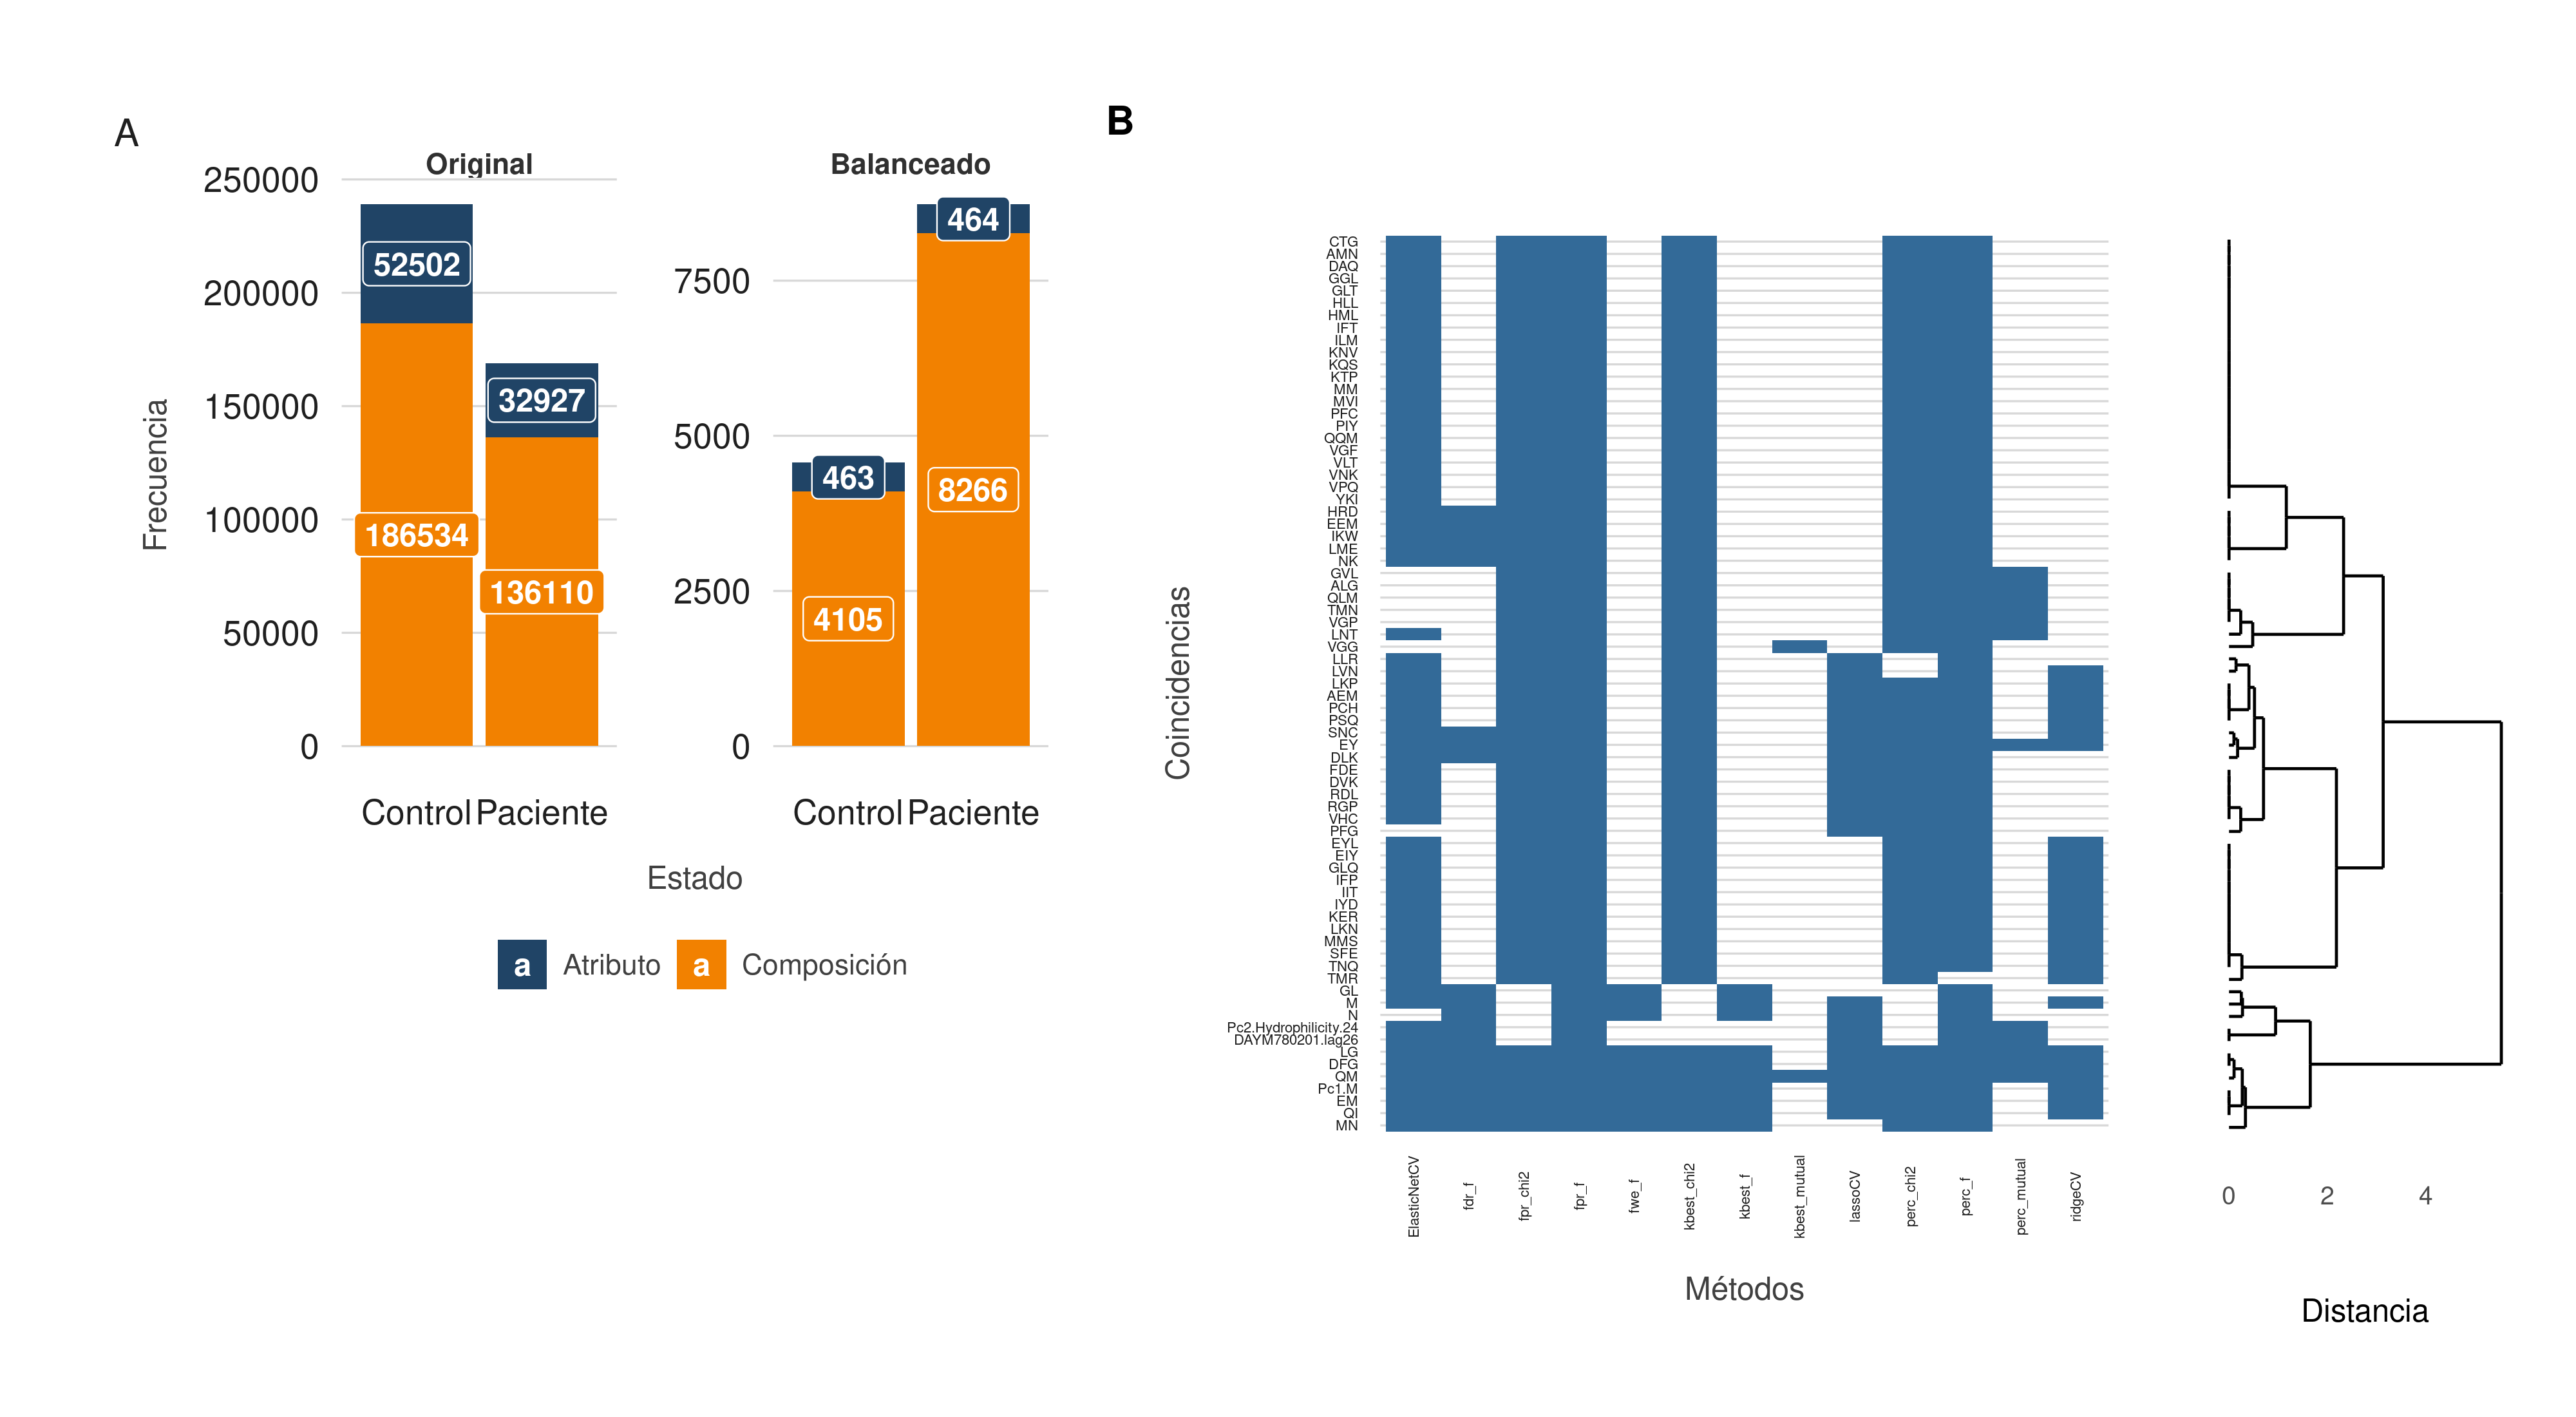 A
Original
Balanceado
250000
200000
150000
100000
50000
0
Frecuencia
52502
186534
32927
136110
7500
5000
2500
0
463
4105
464
8266
Control Paciente
Control Paciente
Estado
a Atributo a Composición
B
Coincidencias
CTG
AMN
DAQ
GGL
GLT
HLL
HML
IFT
ILM
KNV
KQS
KTP
MM
MVI
PFC
PIY
QQM
VGF
VLT
VNK
VPQ
YKI
HRD
EEM
IKW
LME
NK
GVL
ALG
QLM
TMN
VGP
LNT
VGG
LLR
LVN
LKP
AEM
PCH
PSQ
SNC
EY
DLK
FDE
DVK
RDL
RGP
VHC
PFG
EYL
EIY
GLQ
IFP
IIT
IYD
KER
LKN
MMS
SFE
TNQ
TMR
GL
M
N
Pc2.Hydrophilicity.24
DAYM780201.lag26
LG
DFG
QM
Pc1.M
EM
QI
MN
ElasticNetCV
fdr_f
fpr_chi2
fpr_f
fwe_f
kbest_chi2
kbest_f
kbest_mutual
lassoCV
perc_chi2
perc_f
perc_mutual
ridgeCV
Métodos
0 2 4
Distancia